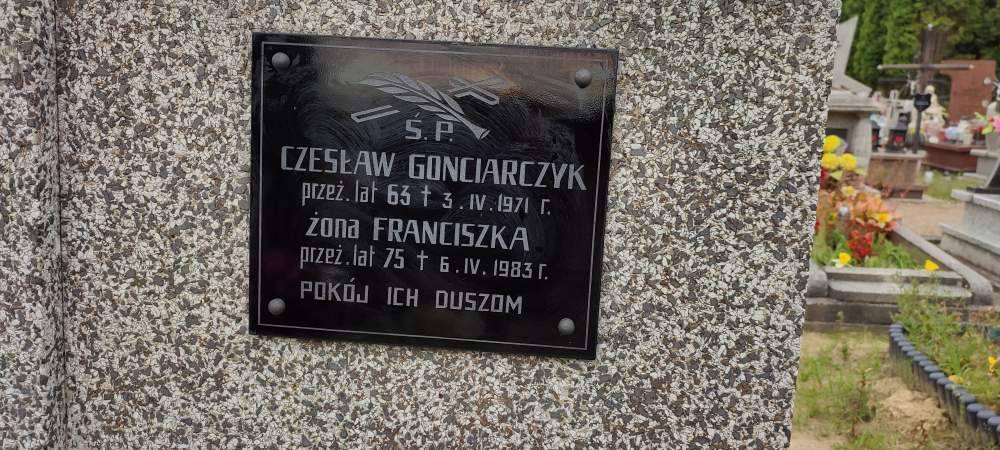 Ś.P.
CZESŁAW GONCIARCZYK
przeż. lat 63 † 3. IV. 1971 r.
żona FRANCISZKA
przeż. lat 75 † 6. IV. 1983 r.
POKÓJ ICH DUSZOM